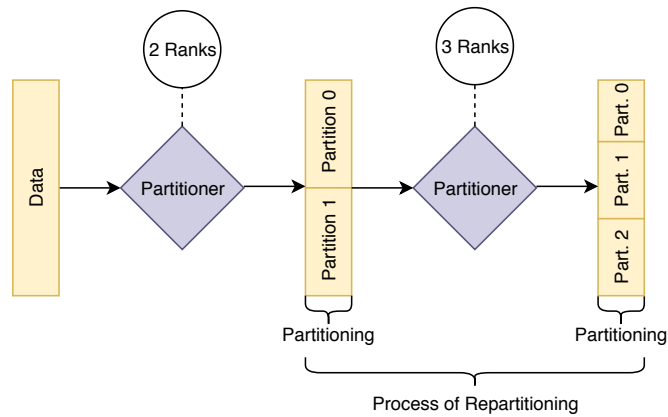 2 Ranks
3 Ranks
Data
Partitioner
Partition 0
Partition 1
Partitioner
Part. 0
Part. 1
Part. 2
Partitioning
Partitioning
Process of Repartitioning